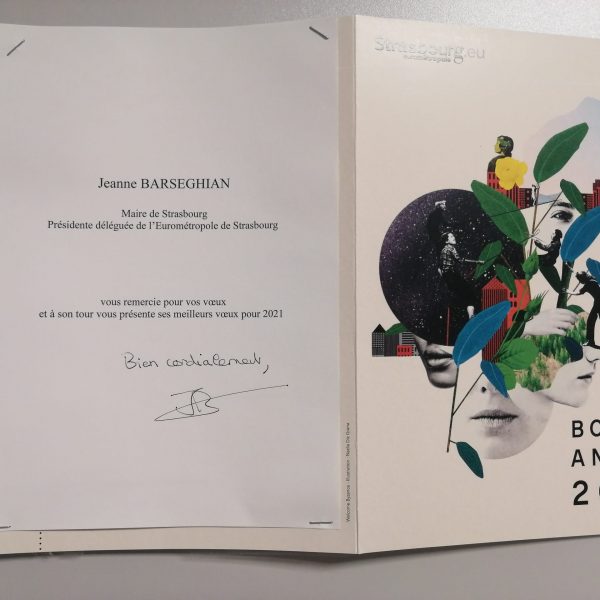 Jeanne BARSEGHIAN
Maire de Strasbourg
Présidente déléguée de l'Eurométropole de Strasbourg
vous remercie pour vos vœux
et à son tour vous présente ses meilleurs vœux pour 2021
Bien cordialement,
Strasbourg.eu
eurométropole
BO
AN